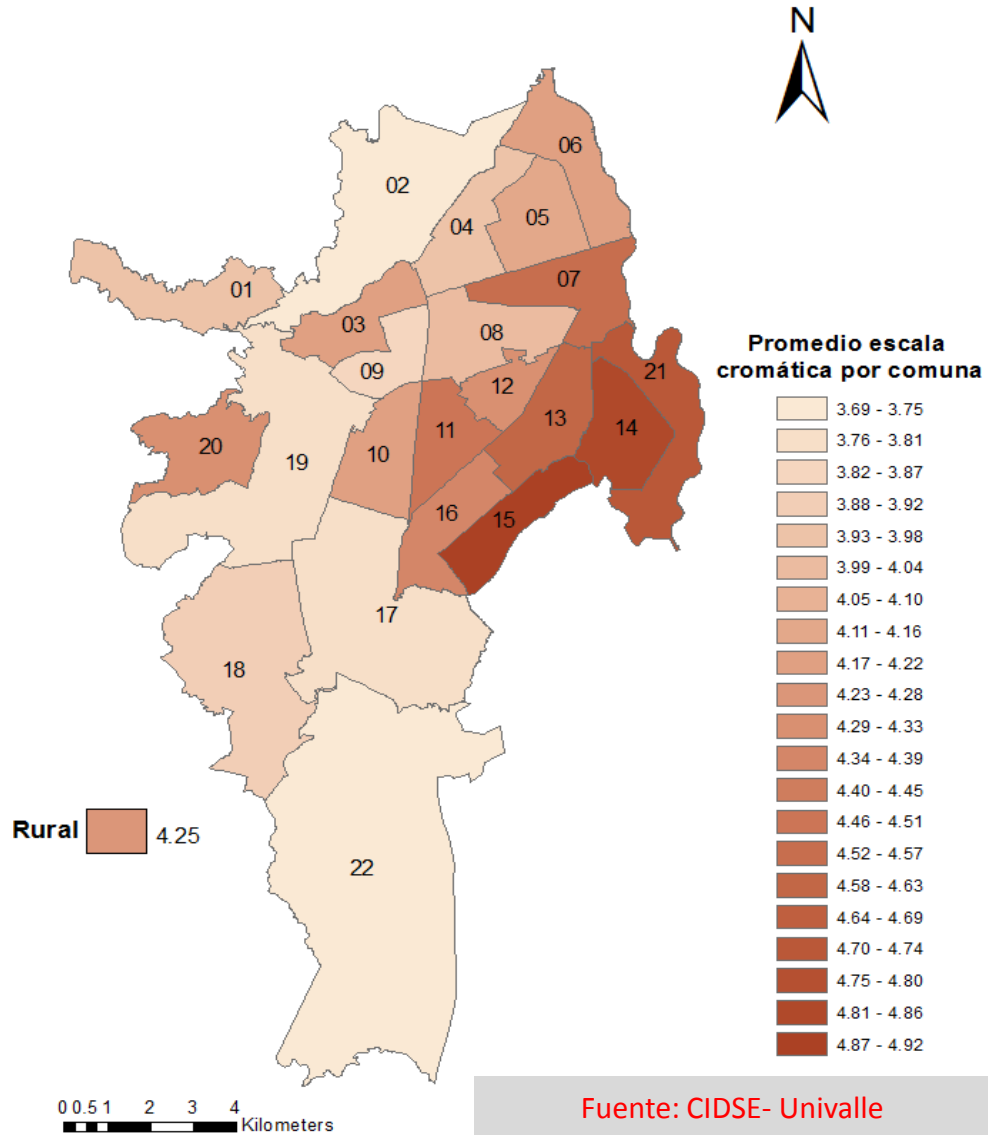 N
06
02
05
04
01
07
03
08
09
12
21
13
14
11
20
10
19
16
15
17
18
22
Promedio escala
cromática por comuna
3.69 - 3.75
3.76 - 3.81
3.82 - 3.87
3.88 - 3.92
3.93 - 3.98
3.99 - 4.04
4.05 - 4.10
4.11 - 4.16
4.17 - 4.22
4.23 - 4.28
4.29 - 4.33
4.34 - 4.39
4.40 - 4.45
4.46 - 4.51
4.52 - 4.57
4.58 - 4.63
4.64 - 4.69
4.70 - 4.74
4.75 - 4.80
4.81 - 4.86
4.87 - 4.92
Rural 4.25
0 0.5 1 2 3 4
Kilometers
Fuente: CIDSE- Univalle